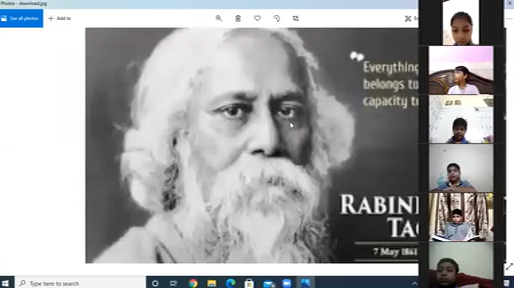 Photos - download.jpg
See all photos
+ Add to
Everything
belongs to
capacity
RABIN
TA
7 May 1861
Type here to search